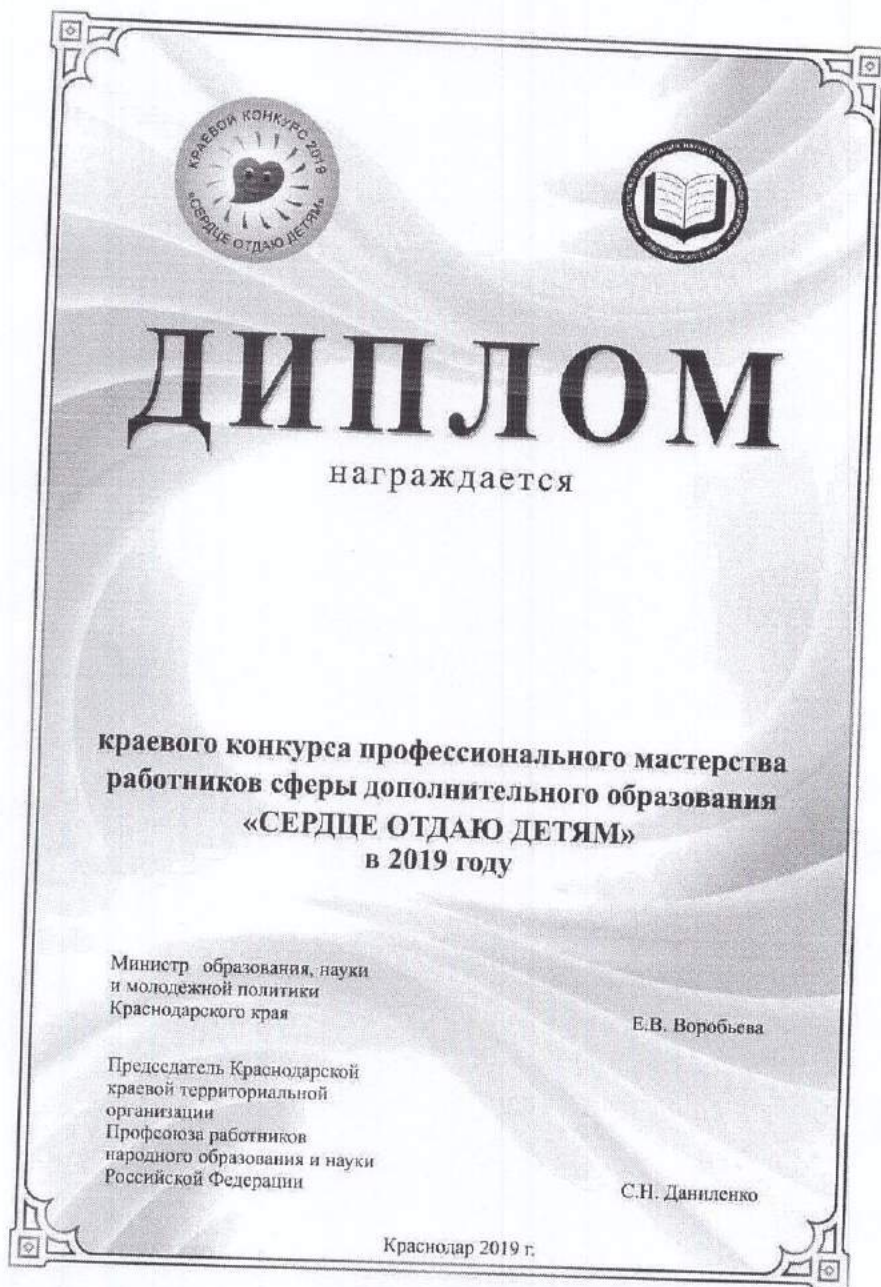 КРАЕВОЙ КОНКУРС 2019
«СЕРДЦЕ ОТДАЮ ДЕТЯМ»
ДИПЛОМ
награждается
краевого конкурса профессионального мастерства
работников сферы дополнительного образования
«СЕРДЦЕ ОТДАЮ ДЕТЯМ»
в 2019 году
Министр образования, науки
и молодежной политики
Краснодарского края
Е.В. Воробьева
Председатель Краснодарской
краевой территориальной
организации
Профсоюза работников
народного образования и науки
Российской Федерации
С.Н. Даниленко
Краснодар 2019 г.